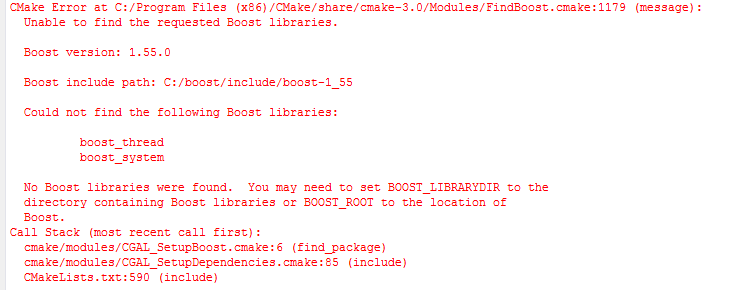 CMake Error at C:/Program Files (x86)/CMake/share/cmake-3.0/Modules/FindBoost.cmake:1179 (message):
Unable to find the requested Boost libraries.
Boost version: 1.55.0
Boost include path: C:/boost/include/boost-1_55
Could not find the following Boost libraries:
boost_thread
boost_system
No Boost libraries were found.  You may need to set BOOST_LIBRARYDIR to the
directory containing Boost libraries or BOOST_ROOT to the location of
Boost.
Call Stack (most recent call first):
cmake/modules/CGAL_SetupBoost.cmake:6 (find_package)
cmake/modules/CGAL_SetupDependencies.cmake:85 (include)
CMakeLists.txt:590 (include)